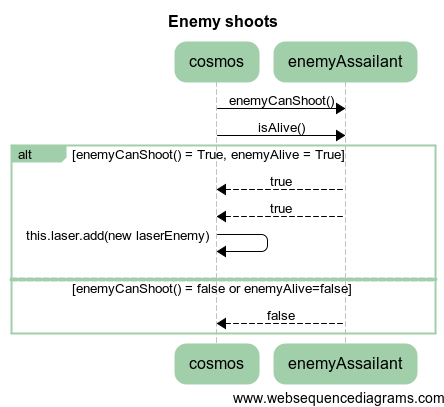 Enemy shoots
cosmos enemyAssailant
enemyCanShoot()
isAlive()
alt [enemyCanShoot() = True, enemyAlive = True]
true
true
this.laser.add(new laserEnemy)
[enemyCanShoot() = false or enemyAlive=false]
false
cosmos enemyAssailant
www.websequencediagrams.com